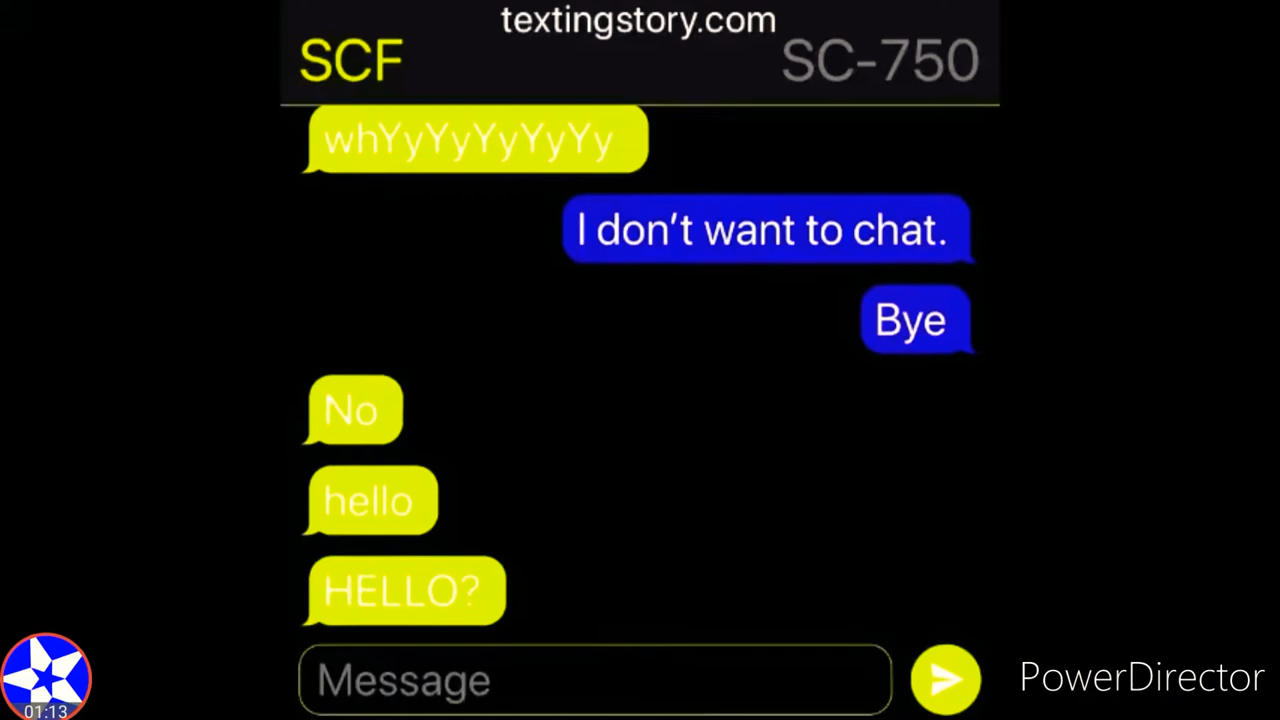 textingstory.com
SCF SC-750
whYyYyYyYyYy
I don't want to chat.
Bye
No
hello
HELLO?
Message
PowerDirector
01:13